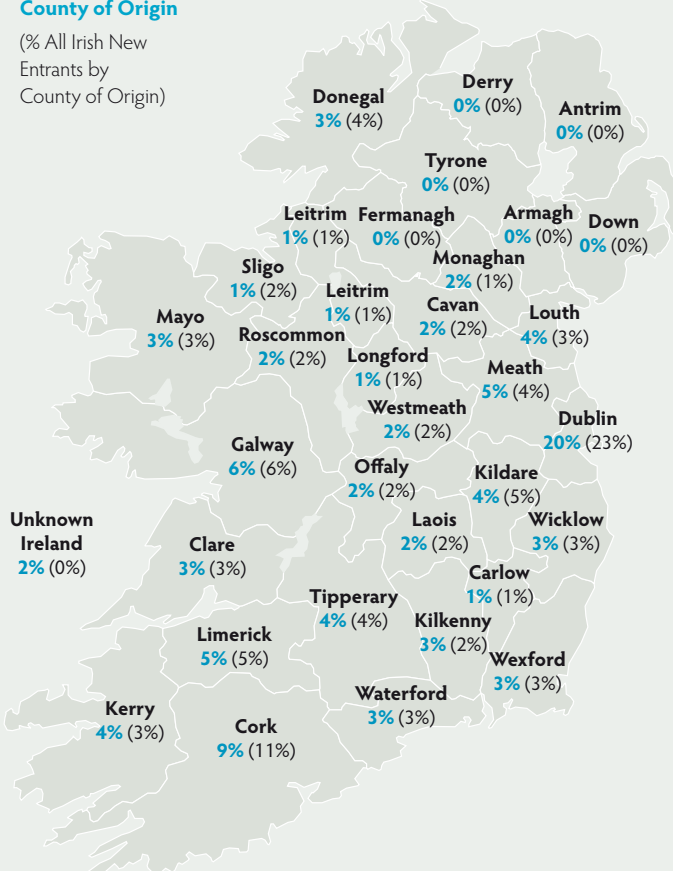 County of Origin
(% All Irish New
Entrants by
County of Origin)
Donegal
3% (4%)
Derry
0% (0%)
Antrim
0% (0%)
Tyrone
0% (0%)
Leitrim
1% (1%)
Fermanagh
0% (0%)
Armagh
0% (0%)
Down
0% (0%)
Monaghan
2% (1%)
Sligo
1% (2%)
Leitrim
1% (1%)
Cavan
2% (2%)
Louth
4% (3%)
Mayo
3% (3%)
Roscommon
2% (2%)
Longford
1% (1%)
Meath
5% (4%)
Westmeath
2% (2%)
Dublin
20% (23%)
Galway
6% (6%)
Offaly
2% (2%)
Kildare
4% (5%)
Unknown
Ireland
2% (0%)
Clare
3% (3%)
Laois
2% (2%)
Wicklow
3% (3%)
Carlow
1% (1%)
Tipperary
4% (4%)
Kilkenny
3% (2%)
Limerick
5% (5%)
Wexford
3% (3%)
Waterford
3% (3%)
Kerry
4% (3%)
Cork
9% (11%)